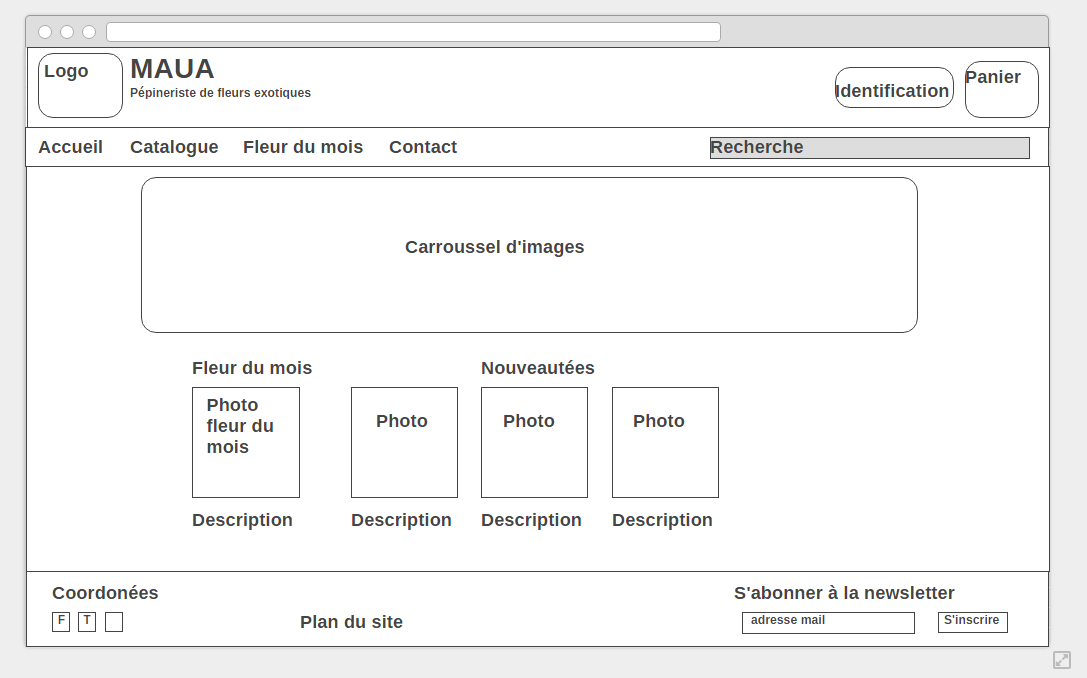 Logo
MAUA
Pépineriste de fleurs exotiques
Identification
Panier
Accueil
Catalogue
Fleur du mois
Contact
Recherche
Carroussel d'images
Fleur du mois
Nouveautées
Photo
fleur du
mois
Photo
Photo
Photo
Description
Description
Description
Description
Coordonées
F
T
Plan du site
S'abonner à la newsletter
adresse mail
S'inscrire